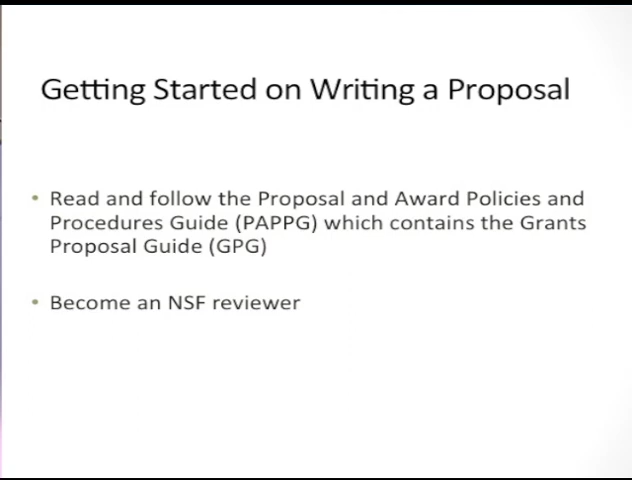 Getting Started on Writing a Proposal
• Read and follow the Proposal and Award Policies and
Procedures Guide (PAPPG) which contains the Grants
Proposal Guide (GPG)
• Become an NSF reviewer